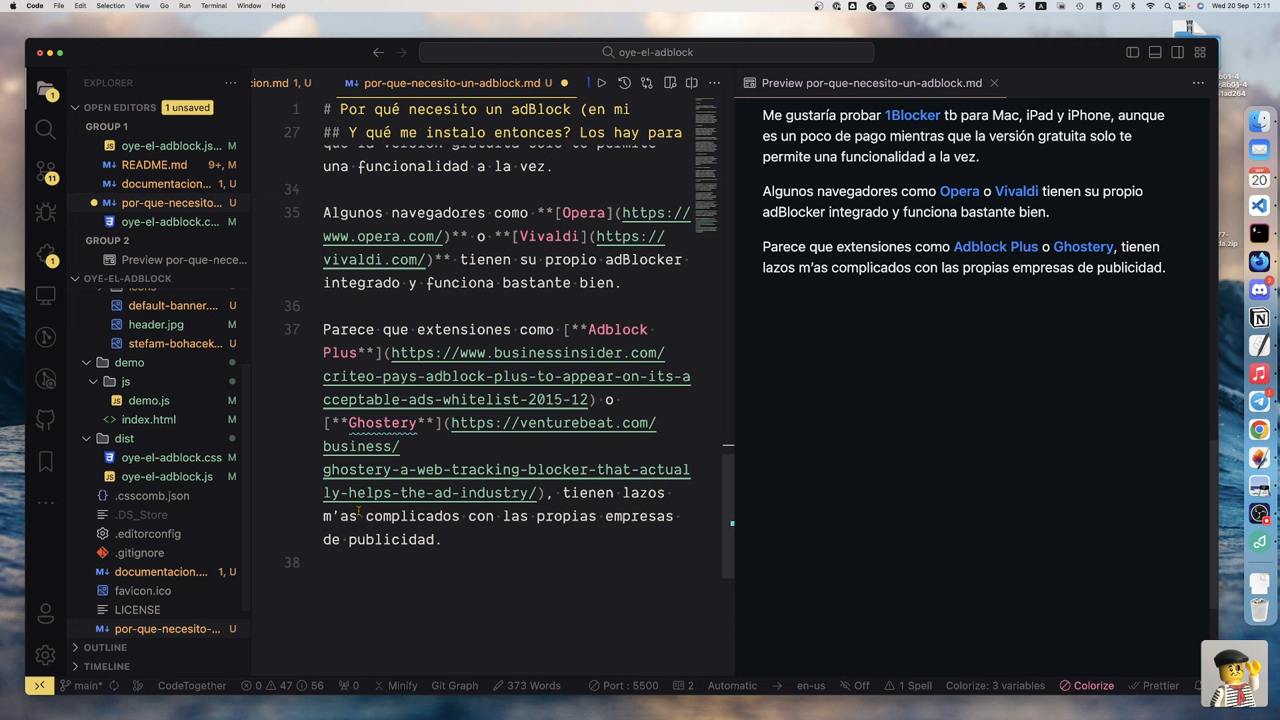 Code File Edit Selection View Go Run Terminal Window Help
Wed 20 Sep 12:11
oye-el-adblock
EXPLORER
cion.md 1, U
por-que-necesito-un-adblock.md
1
Preview por-que-necesito-un-adblock.md
OPEN EDITORS 1 unsaved
GROUP 1
oye-el-adblock.js... M
README.md 9+, M
documentacion... 1, U
por-que-necesito... U
oye-el-adblock.c... M
GROUP 2
Preview por-que-nece...
OYE-EL-ADBLOCK
default-banner.... U
header.jpg M
stefam-bohacek... U
demo
js
demo.js M
index.html M
dist
oye-el-adblock.css M
oye-el-adblock.js M
.csscomb.json
.DS_Store
.editorconfig
.gitignore
documentacion.... 1, U
favicon.ico
LICENSE
por-que-necesito-... U
OUTLINE
TIMELINE
1 # Por qué necesito un adBlock (en mi
27 ## Y qué me instalo entonces? Los hay para
que la versión gratuita solo te permite
una funcionalidad a la vez.
34
35 Algunos navegadores como **[Opera](https://
www.opera.com/)** o **[Vivaldi](https://
vivaldi.com/)** tienen su propio adBlocker
integrado y funciona bastante bien.
36
37 Parece que extensiones como [**Adblock
Plus**](https://www.businessinsider.com/
criteo-pays-adblock-plus-to-appear-on-its-a
cceptable-ads-whitelist-2015-12) o
[**Ghostery**](https://venturebeat.com/
business/
ghostery-a-web-tracking-blocker-that-actual
ly-helps-the-ad-industry/), tienen lazos
m'as complicados con las propias empresas
de publicidad.
38
Me gustaría probar 1Blocker tb para Mac, iPad y iPhone, aunque
es un poco de pago mientras que la versión gratuita solo te
permite una funcionalidad a la vez.
Algunos navegadores como Opera o Vivaldi tienen su propio
adBlocker integrado y funciona bastante bien.
Parece que extensiones como Adblock Plus o Ghostery, tienen
lazos m'as complicados con las propias empresas de publicidad.
main* CodeTogether 0 47 56 0 Minify Git Graph 373 Words Port : 5500 2 Automatic en-us Off 1 Spell Colorize: 3 variables Colorize Prettier